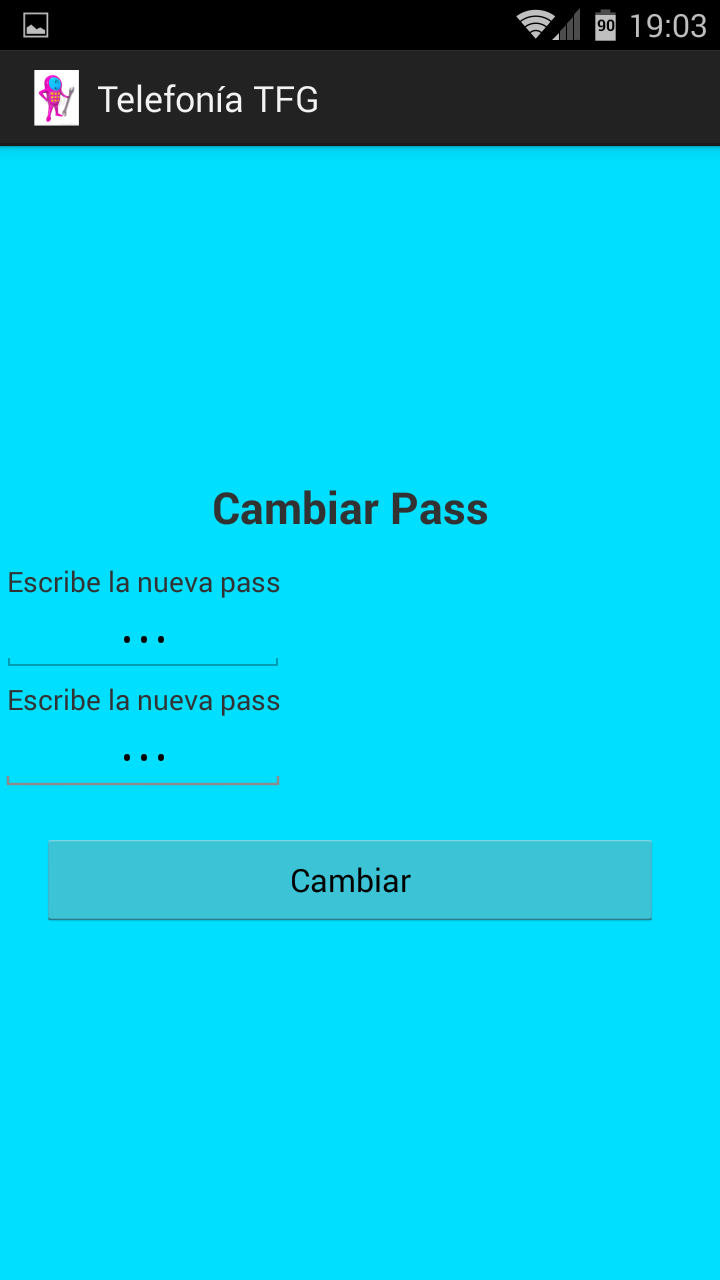 90 19:03
Telefonía TFG
Cambiar Pass
Escribe la nueva pass
...
Escribe la nueva pass
...
Cambiar